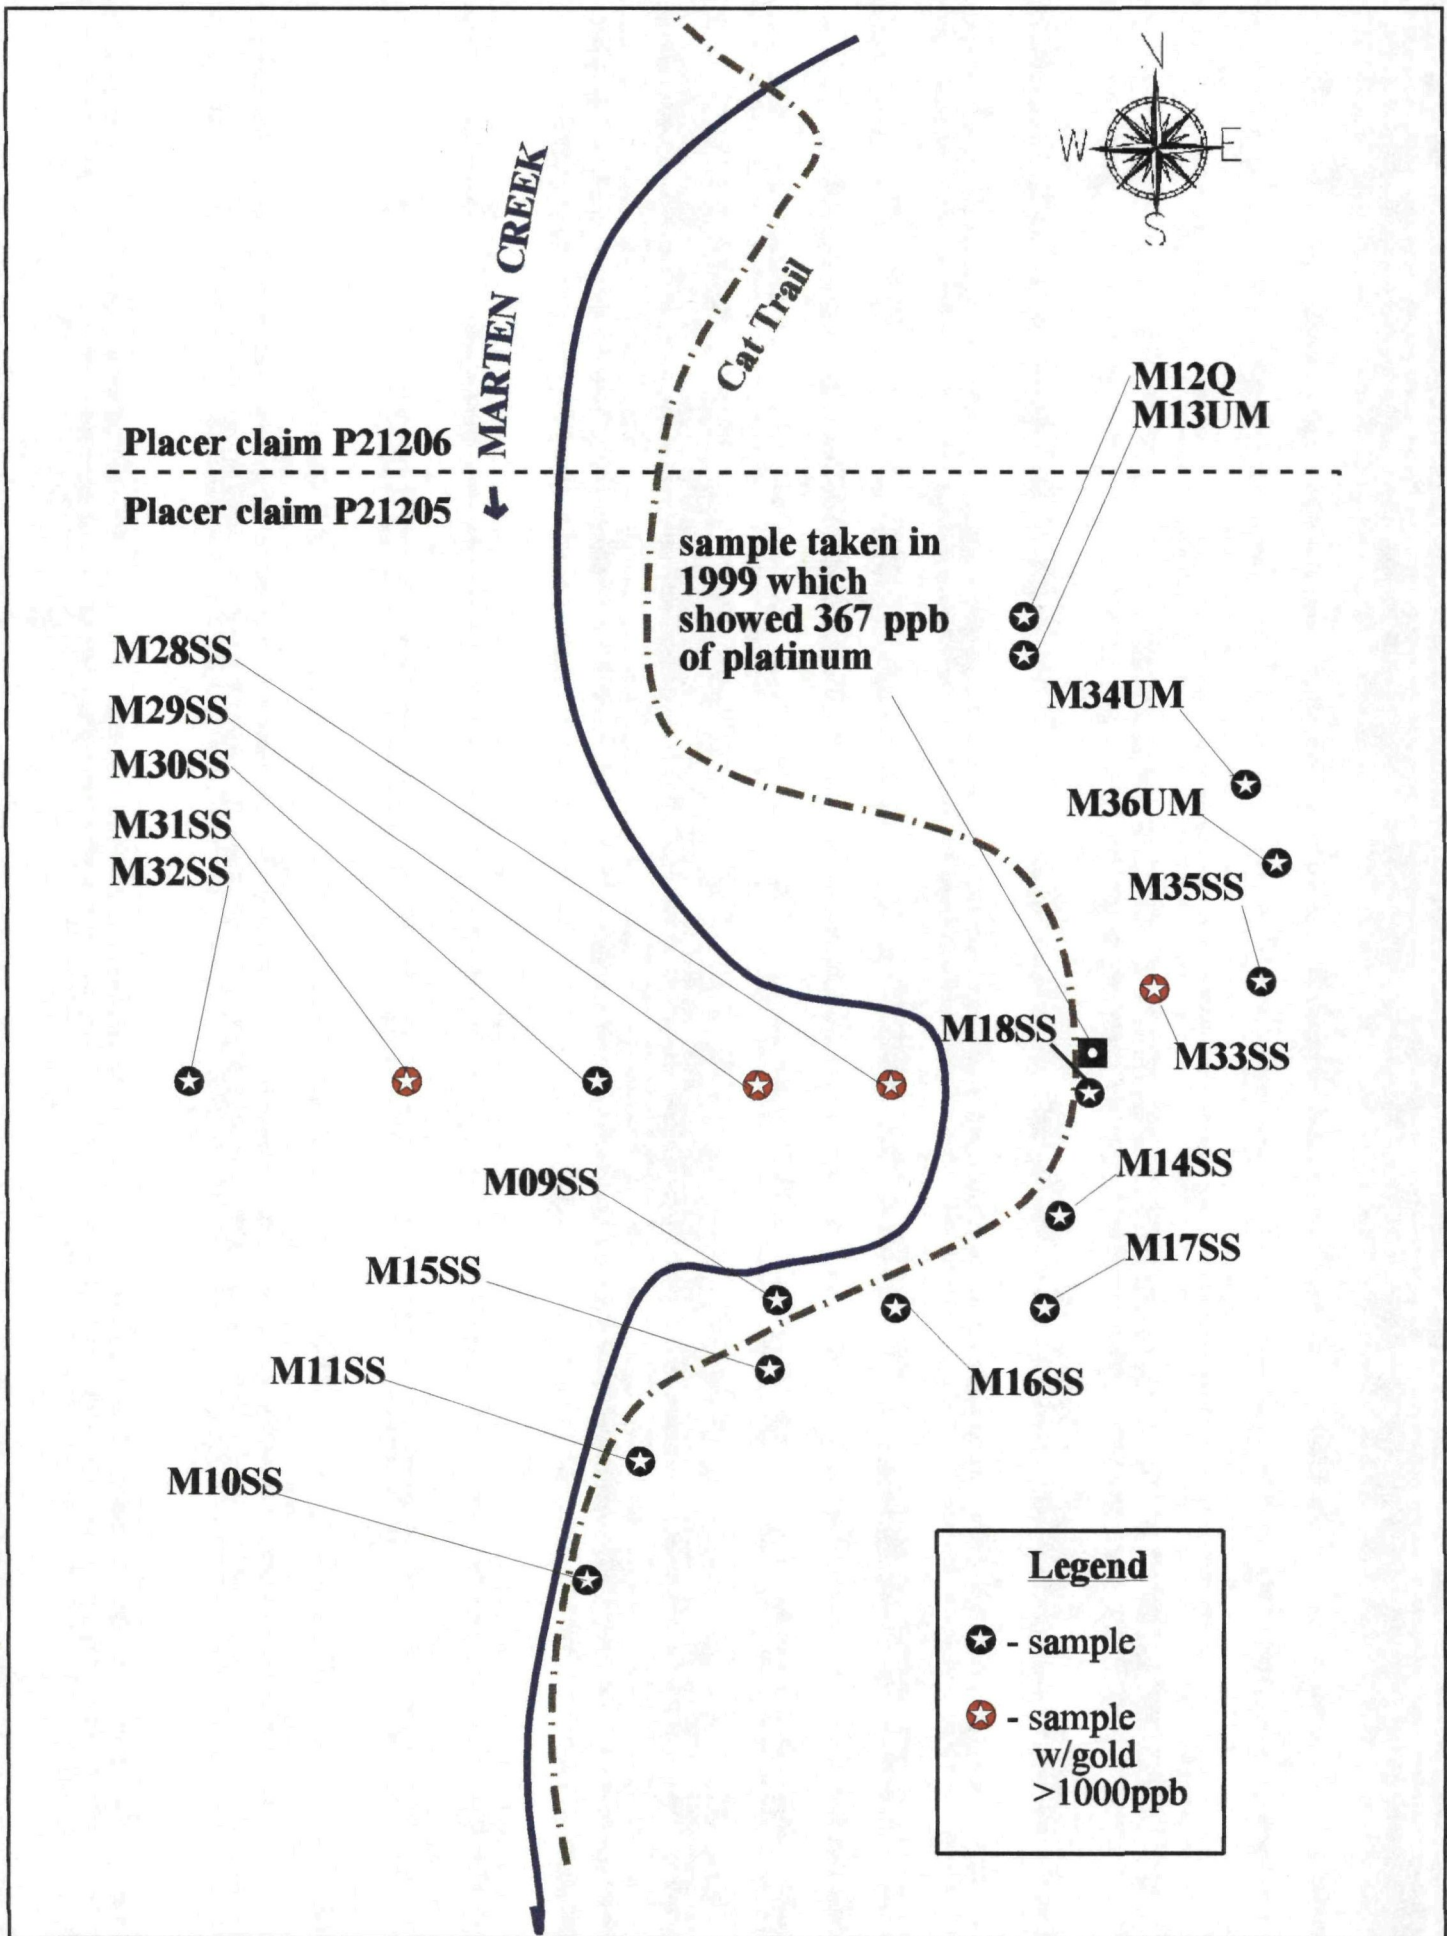 N
W E
S
← MARTEN CREEK
Cat Trail
M12Q
M13UM
Placer claim P21206
Placer claim P21205
sample taken in
1999 which
showed 367 ppb
of platinum
M28SS
M29SS
M30SS
M31SS
M32SS
M34UM
M36UM
M35SS
M18SS
M33SS
M09SS
M14SS
M15SS
M17SS
M11SS
M16SS
M10SS
Legend
- sample
- sample
w/gold
>1000ppb